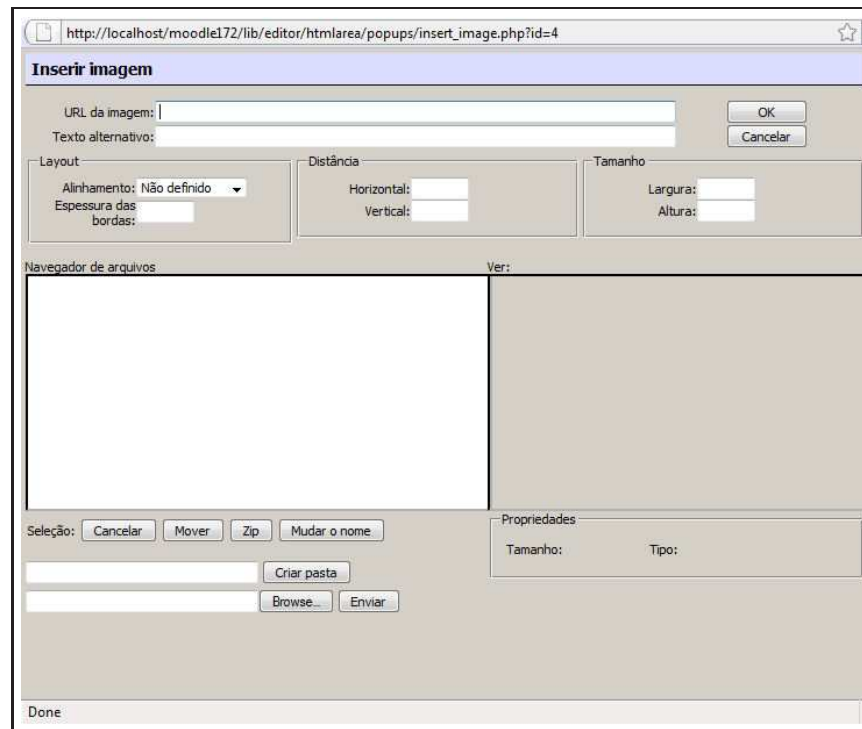 http://localhost/moodle172/lib/editor/htmlarea/popups/insert_image.php?id=4
Inserir imagem
URL da imagem:
OK
Texto alternativo:
Cancelar
Layout
Distância
Tamanho
Alinhamento: Não definido
Horizontal:
Largura:
Espessura das
bordas:
Vertical:
Altura:
Navegador de arquivos
Ver:
Seleção: Cancelar Mover Zip Mudar o nome
Propriedades
Tamanho: Tipo:
Criar pasta
Browse... Enviar
Done